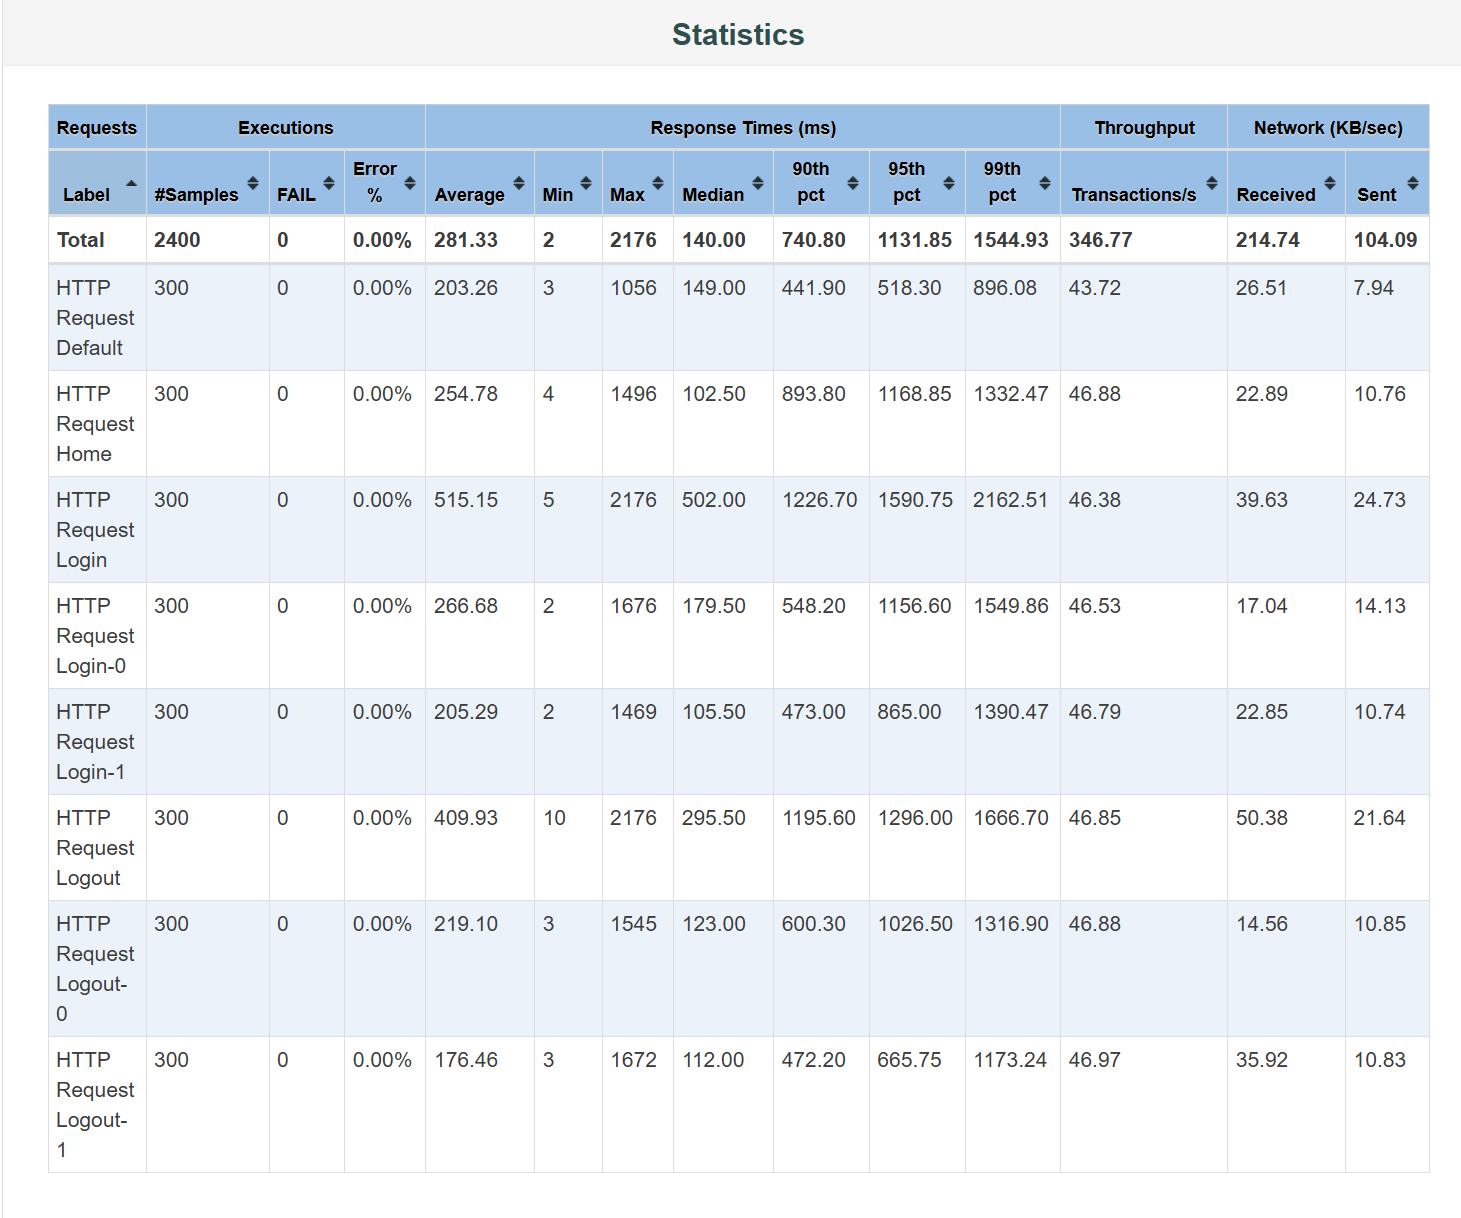 Statistics
Requests Executions Response Times (ms) Throughput Network (KB/sec)
Label #Samples FAIL Error % Average Min Max Median 90th pct 95th pct 99th pct Transactions/s Received Sent
Total 2400 0 0.00% 281.33 2 2176 140.00 740.80 1131.85 1544.93 346.77 214.74 104.09
HTTP 300 0 0.00% 203.26 3 1056 149.00 441.90 518.30 896.08 43.72 26.51 7.94
Request
Default
HTTP 300 0 0.00% 254.78 4 1496 102.50 893.80 1168.85 1332.47 46.88 22.89 10.76
Request
Home
HTTP 300 0 0.00% 515.15 5 2176 502.00 1226.70 1590.75 2162.51 46.38 39.63 24.73
Request
Login
HTTP 300 0 0.00% 266.68 2 1676 179.50 548.20 1156.60 1549.86 46.53 17.04 14.13
Request
Login-0
HTTP 300 0 0.00% 205.29 2 1469 105.50 473.00 865.00 1390.47 46.79 22.85 10.74
Request
Login-1
HTTP 300 0 0.00% 409.93 10 2176 295.50 1195.60 1296.00 1666.70 46.85 50.38 21.64
Request
Logout
HTTP 300 0 0.00% 219.10 3 1545 123.00 600.30 1026.50 1316.90 46.88 14.56 10.85
Request
Logout-
0
HTTP 300 0 0.00% 176.46 3 1672 112.00 472.20 665.75 1173.24 46.97 35.92 10.83
Request
Logout-
1